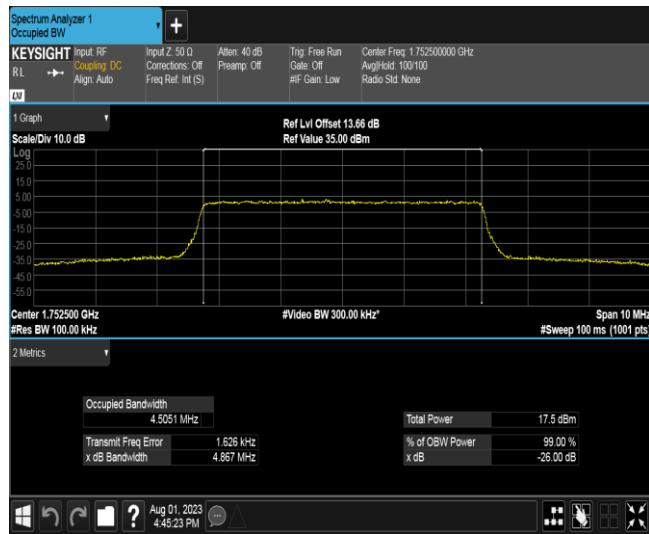 Spectrum Analyzer 1
Occupied BW
+
KEYSIGHT
RL
LXI
Input: RF
Coupling: DC
Align: Auto
Input Z: 50 Ω
Corrections: Off
Freq Ref: Int (S)
Atten: 40 dB
Preamp: Off
Trig: Free Run
Gate: Off
#IF Gain: Low
Center Freq: 1.752500000 GHz
Avg|Hold: 100/100
Radio Std: None
1 Graph
Scale/Div 10.0 dB
Ref Lvl Offset 13.66 dB
Ref Value 35.00 dBm
Log
25.0
15.0
5.00
-5.00
-15.0
-25.0
-35.0
-45.0
-55.0
Center 1.752500 GHz
#Res BW 100.00 kHz
#Video BW 300.00 kHz*
Span 10 MHz
#Sweep 100 ms (1001 pts)
2 Metrics
Occupied Bandwidth
4.5051 MHz
Transmit Freq Error 1.626 kHz
x dB Bandwidth 4.867 MHz
Total Power 17.5 dBm
% of OBW Power 99.00 %
x dB -26.00 dB
?
Aug 01, 2023
4:45:23 PM